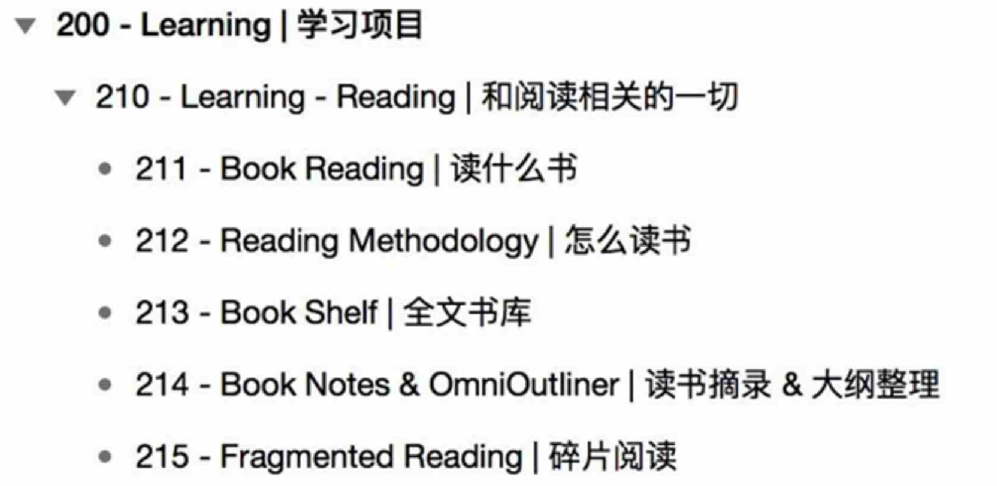 200 - Learning | 学习项目
210 - Learning - Reading | 和阅读相关的一切
211 - Book Reading | 读什么书
212 - Reading Methodology | 怎么读书
213 - Book Shelf | 全文书库
214 - Book Notes & OmniOutliner | 读书摘录 & 大纲整理
215 - Fragmented Reading | 碎片阅读